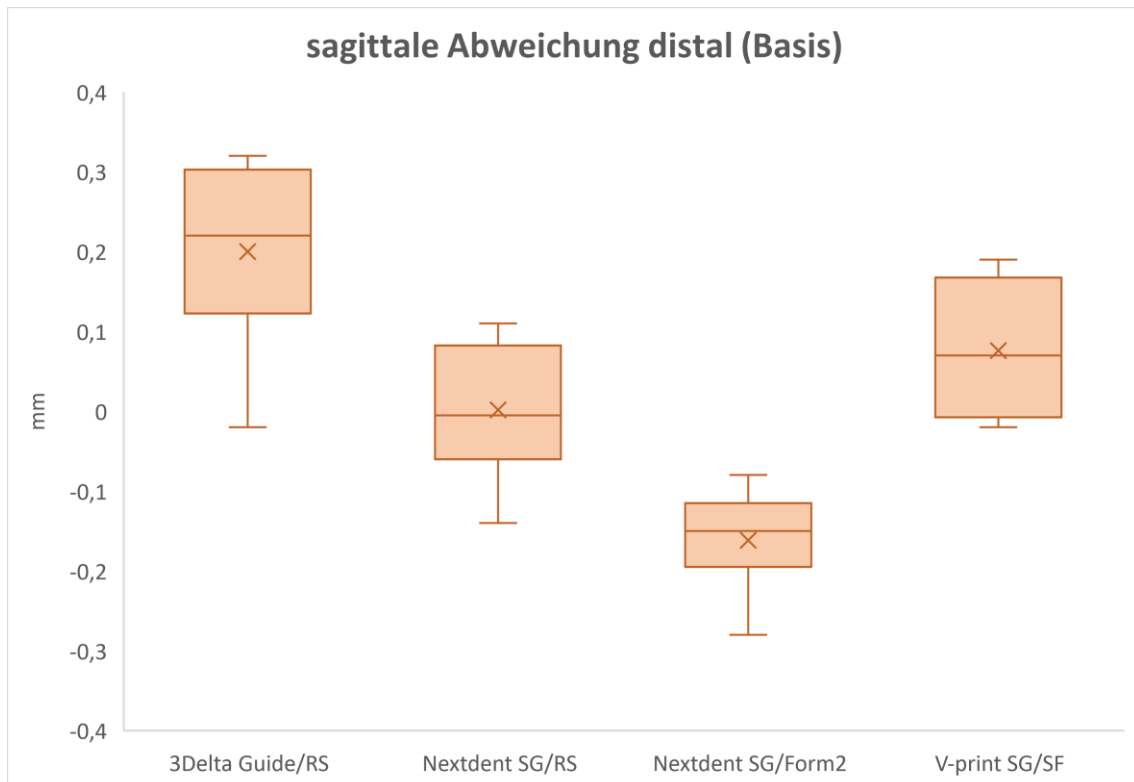 sagittale Abweichung distal (Basis)
0,4
0,3
0,2
0,1
0
-0,1
-0,2
-0,3
-0,4
mm
3Delta Guide/RS
Nextdent SG/RS
Nextdent SG/Form2
V-print SG/SF